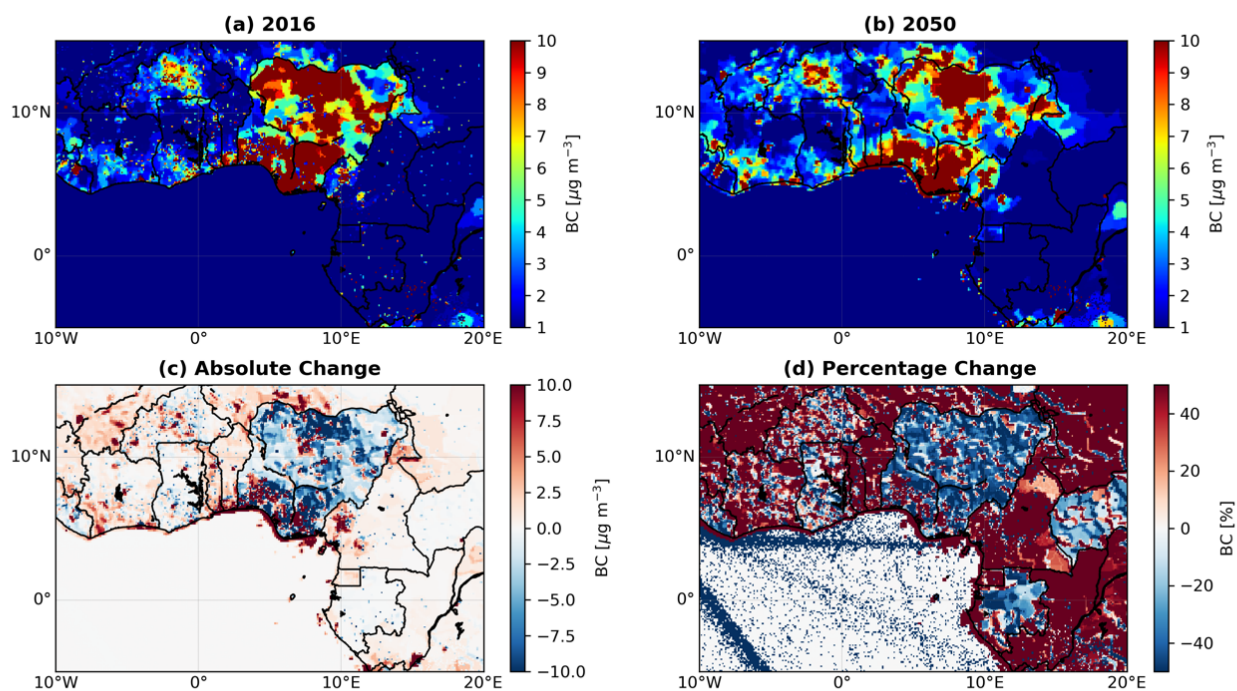 (a) 2016
(b) 2050
10
9
8
7
6
5
4
3
2
1
BC [μg m⁻³]
10°N
0°
10°W 0° 10°E 20°E
10
9
8
7
6
5
4
3
2
1
BC [μg m⁻³]
10°N
0°
10°W 0° 10°E 20°E
(c) Absolute Change
(d) Percentage Change
10.0
7.5
5.0
2.5
0.0
−2.5
−5.0
−7.5
−10.0
BC [μg m⁻³]
10°N
0°
10°W 0° 10°E 20°E
40
20
0
−20
−40
BC [%]
10°N
0°
10°W 0° 10°E 20°E